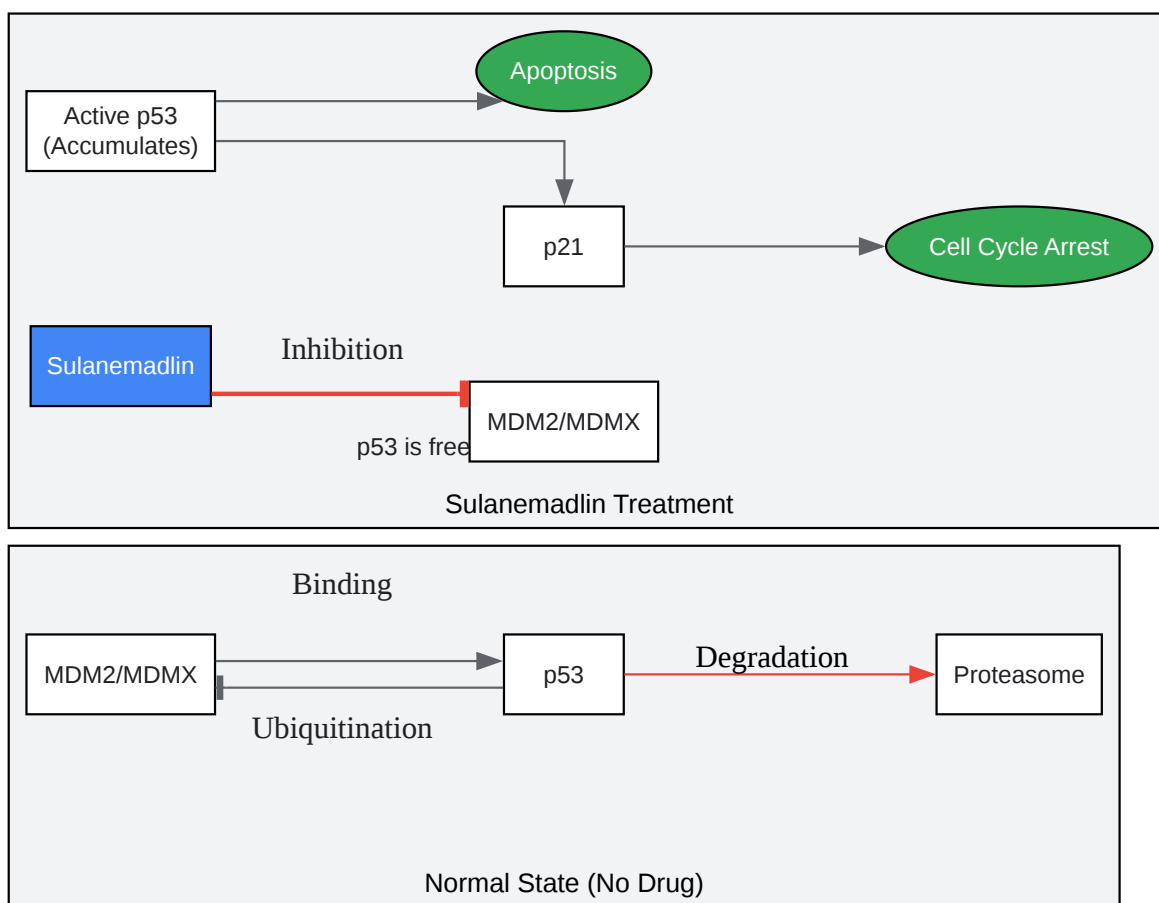 Apoptosis
Active p53
(Accumulates)
p21
Cell Cycle Arrest
Sulanemadlin
Inhibition
MDM2/MDMX
p53 is free
Sulanemadlin Treatment
Binding
MDM2/MDMX
p53
Degradation
Proteasome
Ubiquitination
Normal State (No Drug)